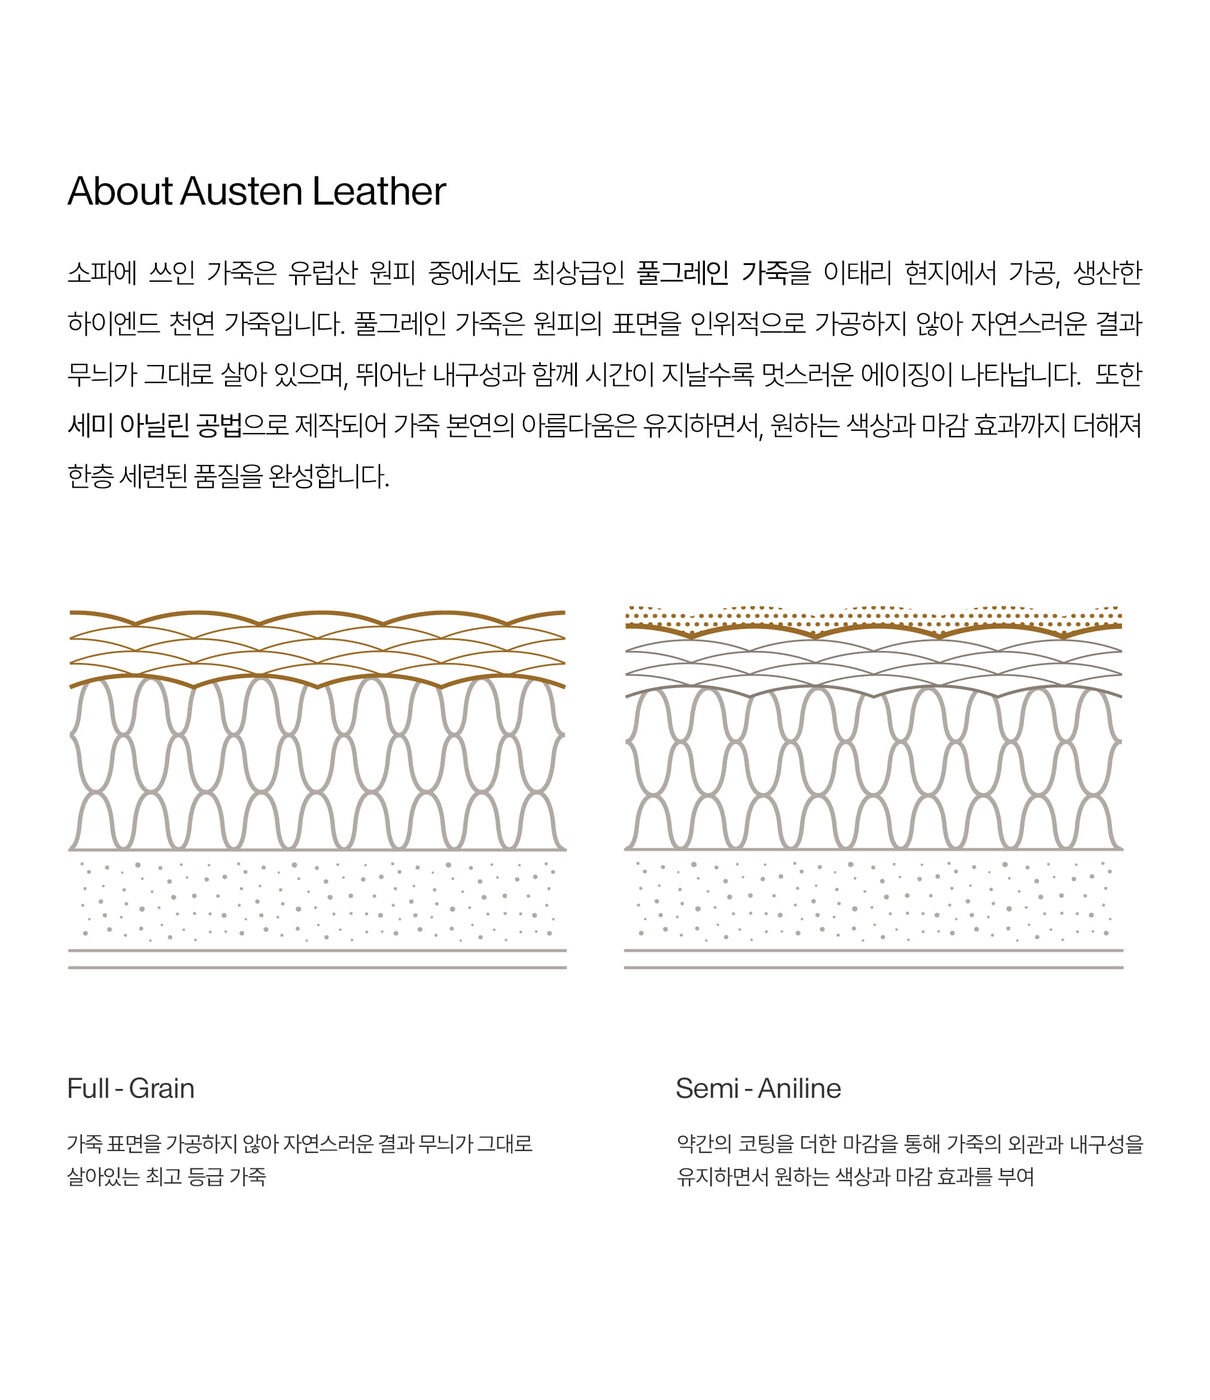 About Austen Leather
소파에 쓰인 가죽은 유럽산 원피 중에서도 최상급인 풀그레인 가죽을 이태리 현지에서 가공, 생산한
하이엔드 천연 가죽입니다. 풀그레인 가죽은 원피의 표면을 인위적으로 가공하지 않아 자연스러운 결과
무늬가 그대로 살아 있으며, 뛰어난 내구성과 함께 시간이 지날수록 멋스러운 에이징이 나타납니다. 또한
세미 아닐린 공법으로 제작되어 가죽 본연의 아름다움은 유지하면서, 원하는 색상과 마감 효과까지 더해져
한층 세련된 품질을 완성합니다.
Full - Grain
가죽 표면을 가공하지 않아 자연스러운 결과 무늬가 그대로
살아있는 최고 등급 가죽
Semi - Aniline
약간의 코팅을 더한 마감을 통해 가죽의 외관과 내구성을
유지하면서 원하는 색상과 마감 효과를 부여